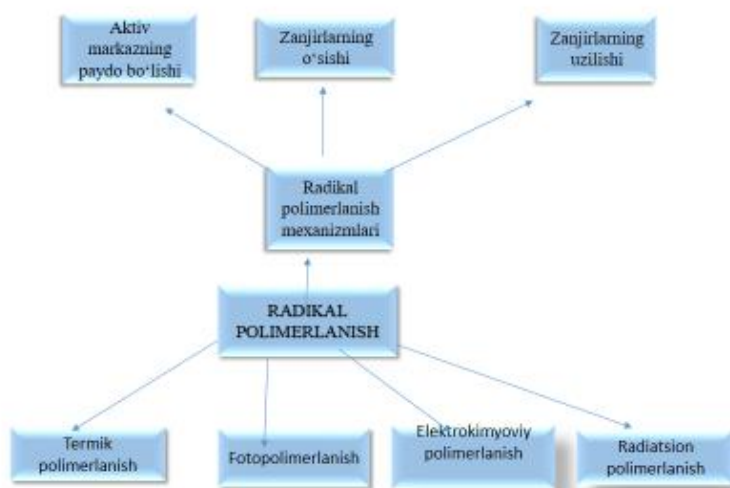 Aktiv
markazning
paydo bo‘lishi
Zanjirlarning
o‘sishi
Zanjirlarning
uzilishi
Radikal
polimerlanish
mexanizmlari
RADIKAL
POLIMERLANISH
Termik
polimerlanish
Fotopolimerlanish
Elektrokimyoviy
polimerlanish
Radiatsion
polimerlanish